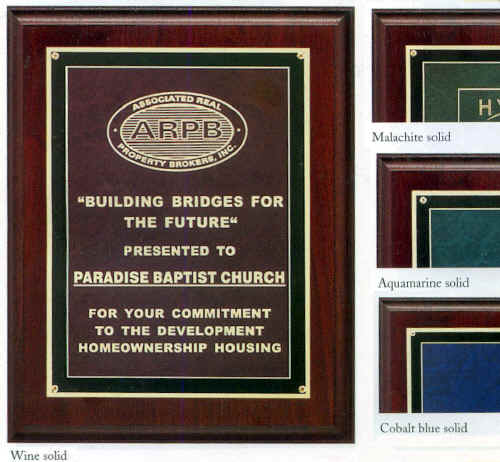 ASSOCIATED REAL
ARPB
PROPERTY BROKERS, INC.
"BUILDING BRIDGES FOR
THE FUTURE"
PRESENTED TO
PARADISE BAPTIST CHURCH
FOR YOUR COMMITMENT
TO THE DEVELOPMENT
HOMEOWNERSHIP HOUSING
Wine solid
H
Malachite solid
Aquamarine solid
Cobalt blue solid